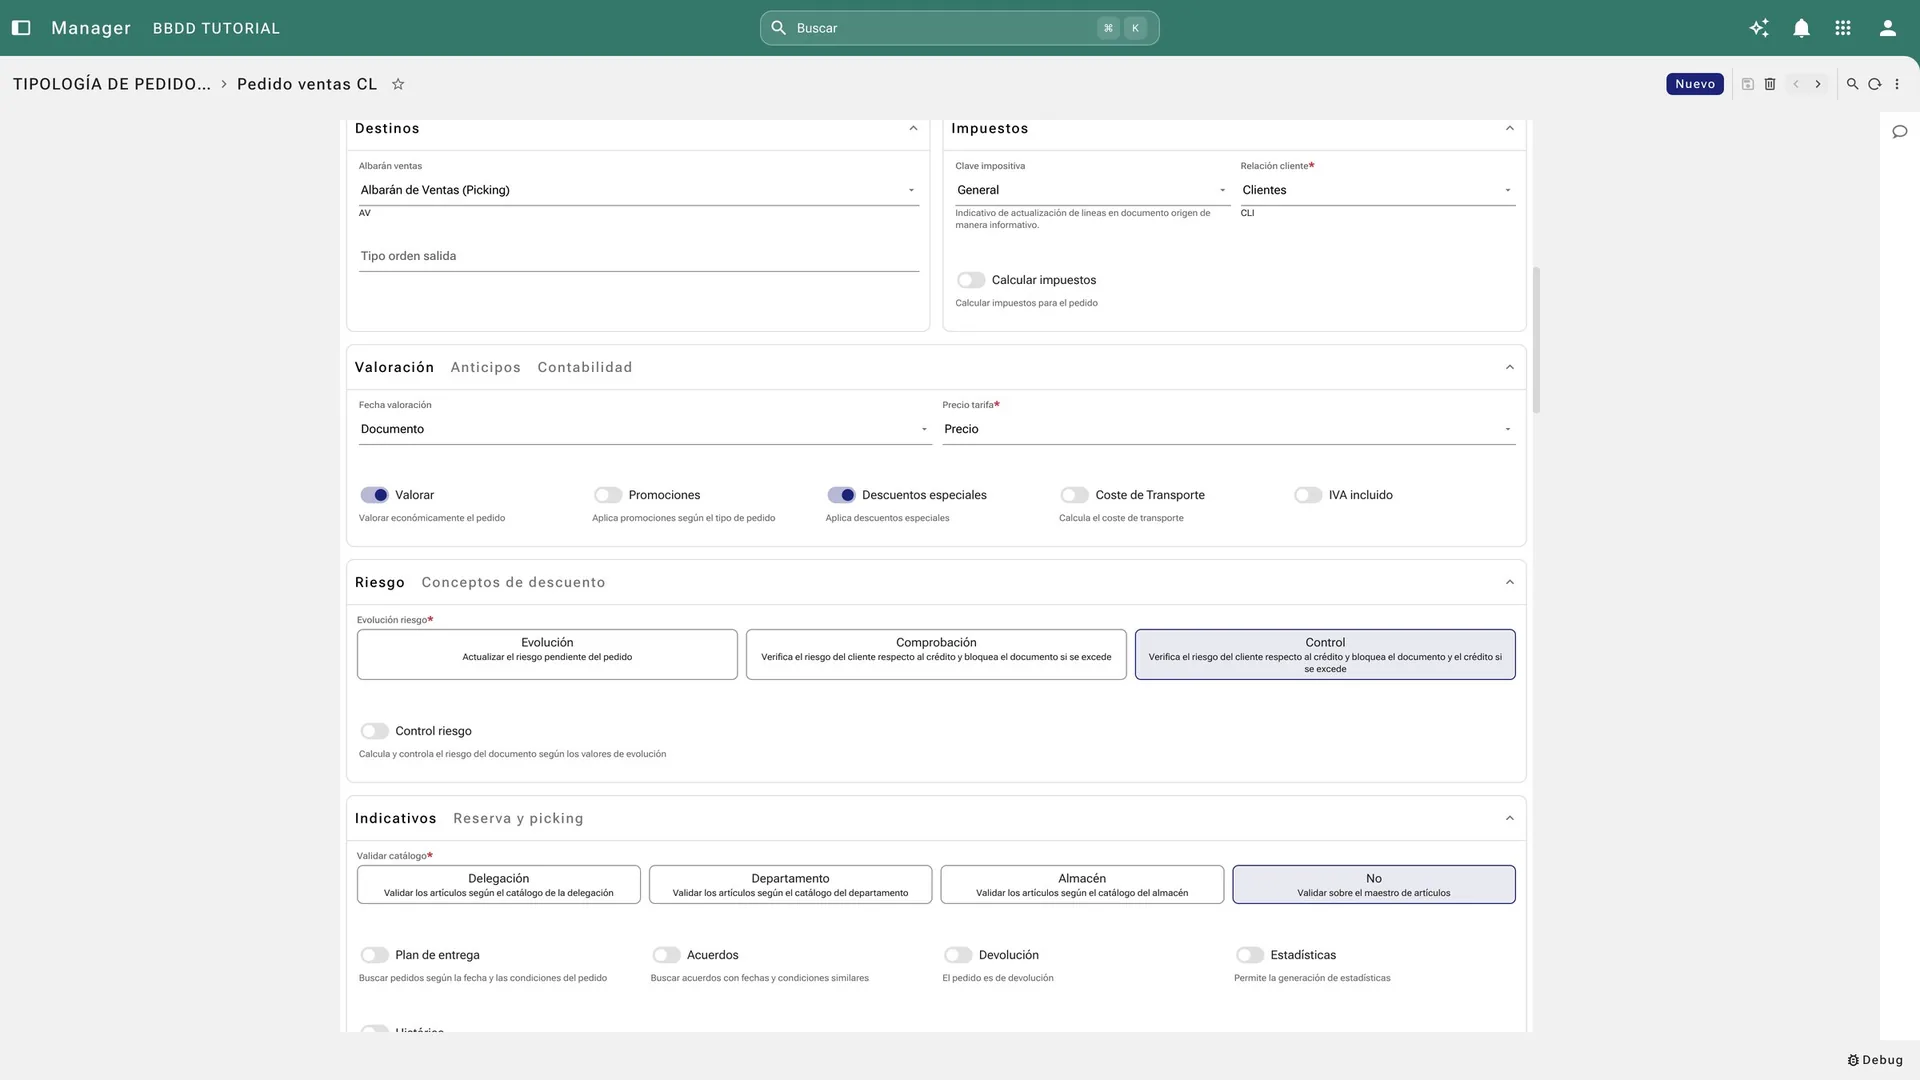 Manager BBDD TUTORIAL Buscar ⌘ K
TIPOLOGÍA DE PEDIDO... > Pedido ventas CL Nuevo
Destinos
Albarán ventas
Albarán de Ventas (Picking)
AV
Tipo orden salida
Impuestos
Clave impositiva
General
Indicativo de actualización de lineas en documento origen de
manera informativo.
Relación cliente*
Clientes
CLI
Calcular impuestos
Calcular impuestos para el pedido
Valoración Anticipos Contabilidad
Fecha valoración
Documento
Precio tarifa*
Precio
Valorar
Valorar económicamente el pedido
Promociones
Aplica promociones según el tipo de pedido
Descuentos especiales
Aplica descuentos especiales
Coste de Transporte
Calcula el coste de transporte
IVA incluido
Riesgo Conceptos de descuento
Evolución riesgo*
Evolución
Actualizar el riesgo pendiente del pedido
Comprobación
Verifica el riesgo del cliente respecto al crédito y bloquea el documento si se excede
Control
Verifica el riesgo del cliente respecto al crédito y bloquea el documento y el crédito si
se excede
Control riesgo
Calcula y controla el riesgo del documento según los valores de evolución
Indicativos Reserva y picking
Validar catálogo*
Delegación
Validar los artículos según el catálogo de la delegación
Departamento
Validar los artículos según el catálogo del departamento
Almacén
Validar los artículos según el catálogo del almacén
No
Validar sobre el maestro de artículos
Plan de entrega
Buscar pedidos según la fecha y las condiciones del pedido
Acuerdos
Buscar acuerdos con fechas y condiciones similares
Devolución
El pedido es de devolución
Estadísticas
Permite la generación de estadísticas
Debug